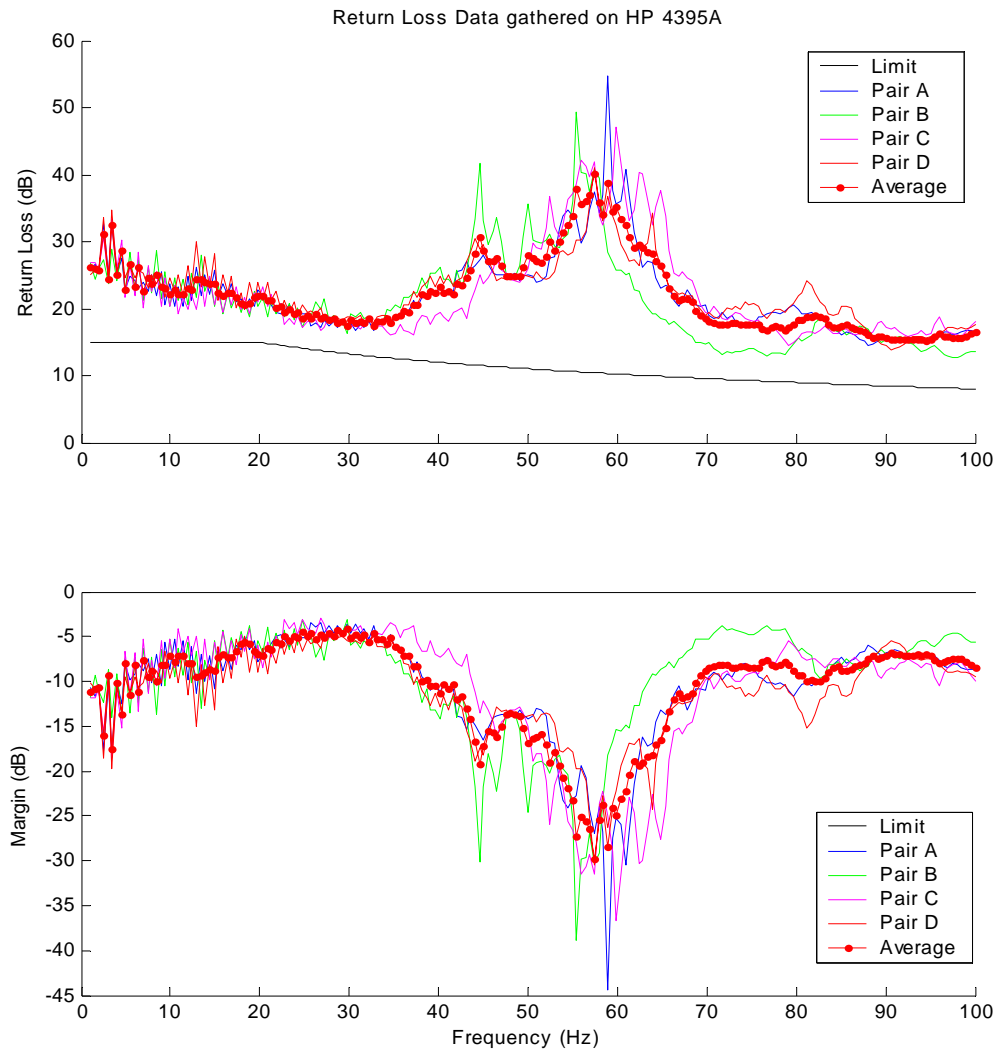 Return Loss Data gathered on HP 4395A
60
50
40
30
20
10
0
Return Loss (dB)
Limit
Pair A
Pair B
Pair C
Pair D
Average
0 10 20 30 40 50 60 70 80 90 100
0
-5
-10
-15
-20
-25
-30
-35
-40
-45
Margin (dB)
Limit
Pair A
Pair B
Pair C
Pair D
Average
0 10 20 30 40 50 60 70 80 90 100
Frequency (Hz)